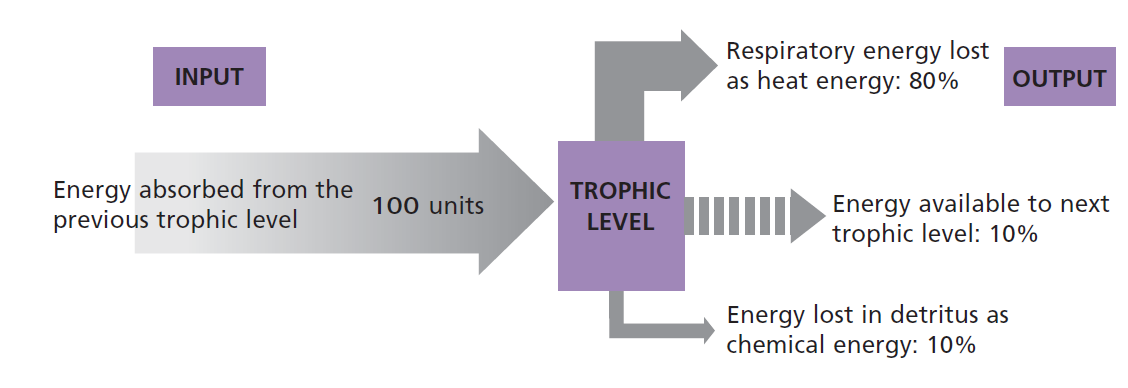 INPUT
Respiratory energy lost
as heat energy: 80%
OUTPUT
Energy absorbed from the
previous trophic level
100 units
TROPHIC
LEVEL
Energy available to next
trophic level: 10%
Energy lost in detritus as
chemical energy: 10%